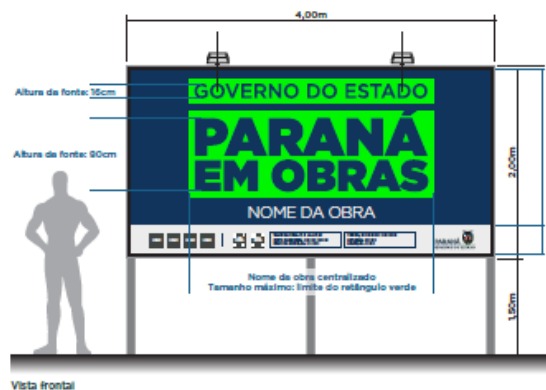 4,00m
Altura da fonte: 16cm
GOVERNO DO ESTADO
PARANÁ
EM OBRAS
Altura da fonte: 90cm
2,00m
NOME DA OBRA
PARANÁ
Nome da obra centralizado
Tamanho máximo: limite do retângulo verde
1,50m
Vista frontal